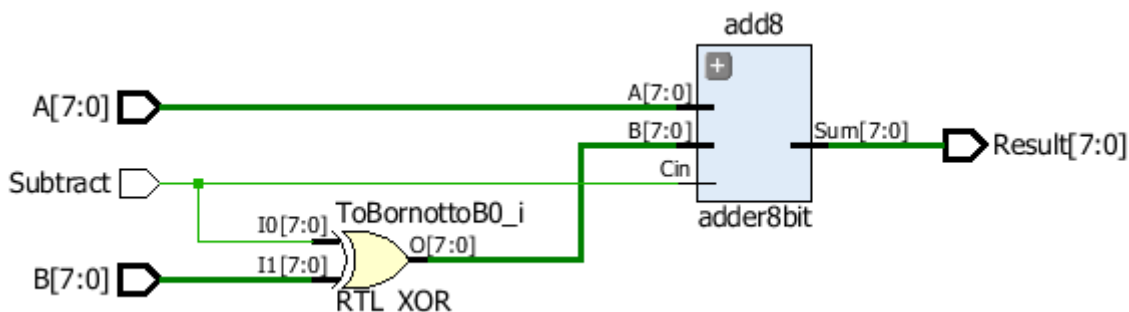 add8
A[7:0]
A[7:0]
B[7:0]
Sum[7:0]
Result[7:0]
Subtract
Cin
adder8bit
ToBornottoB0_i
I0[7:0]
O[7:0]
B[7:0]
I1[7:0]
RTL_XOR